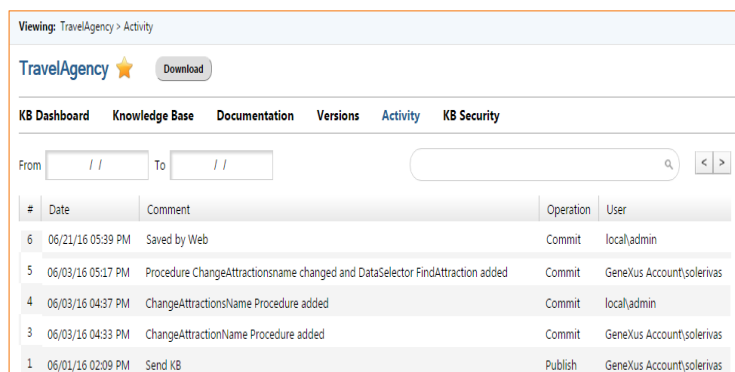 Viewing: TravelAgency > Activity
TravelAgency Download
KB Dashboard Knowledge Base Documentation Versions Activity KB Security
From / / To / / < >
# Date Comment Operation User
6 06/21/16 05:39 PM Saved by Web Commit local\admin
5 06/03/16 05:17 PM Procedure ChangeAttractionsname changed and DataSelector FindAttraction added Commit GeneXus Account\solerivas
4 06/03/16 04:37 PM ChangeAttractionsName Procedure added Commit local\admin
3 06/03/16 04:33 PM ChangeAttractionName Procedure added Commit GeneXus Account\solerivas
1 06/01/16 02:09 PM Send KB Publish GeneXus Account\solerivas